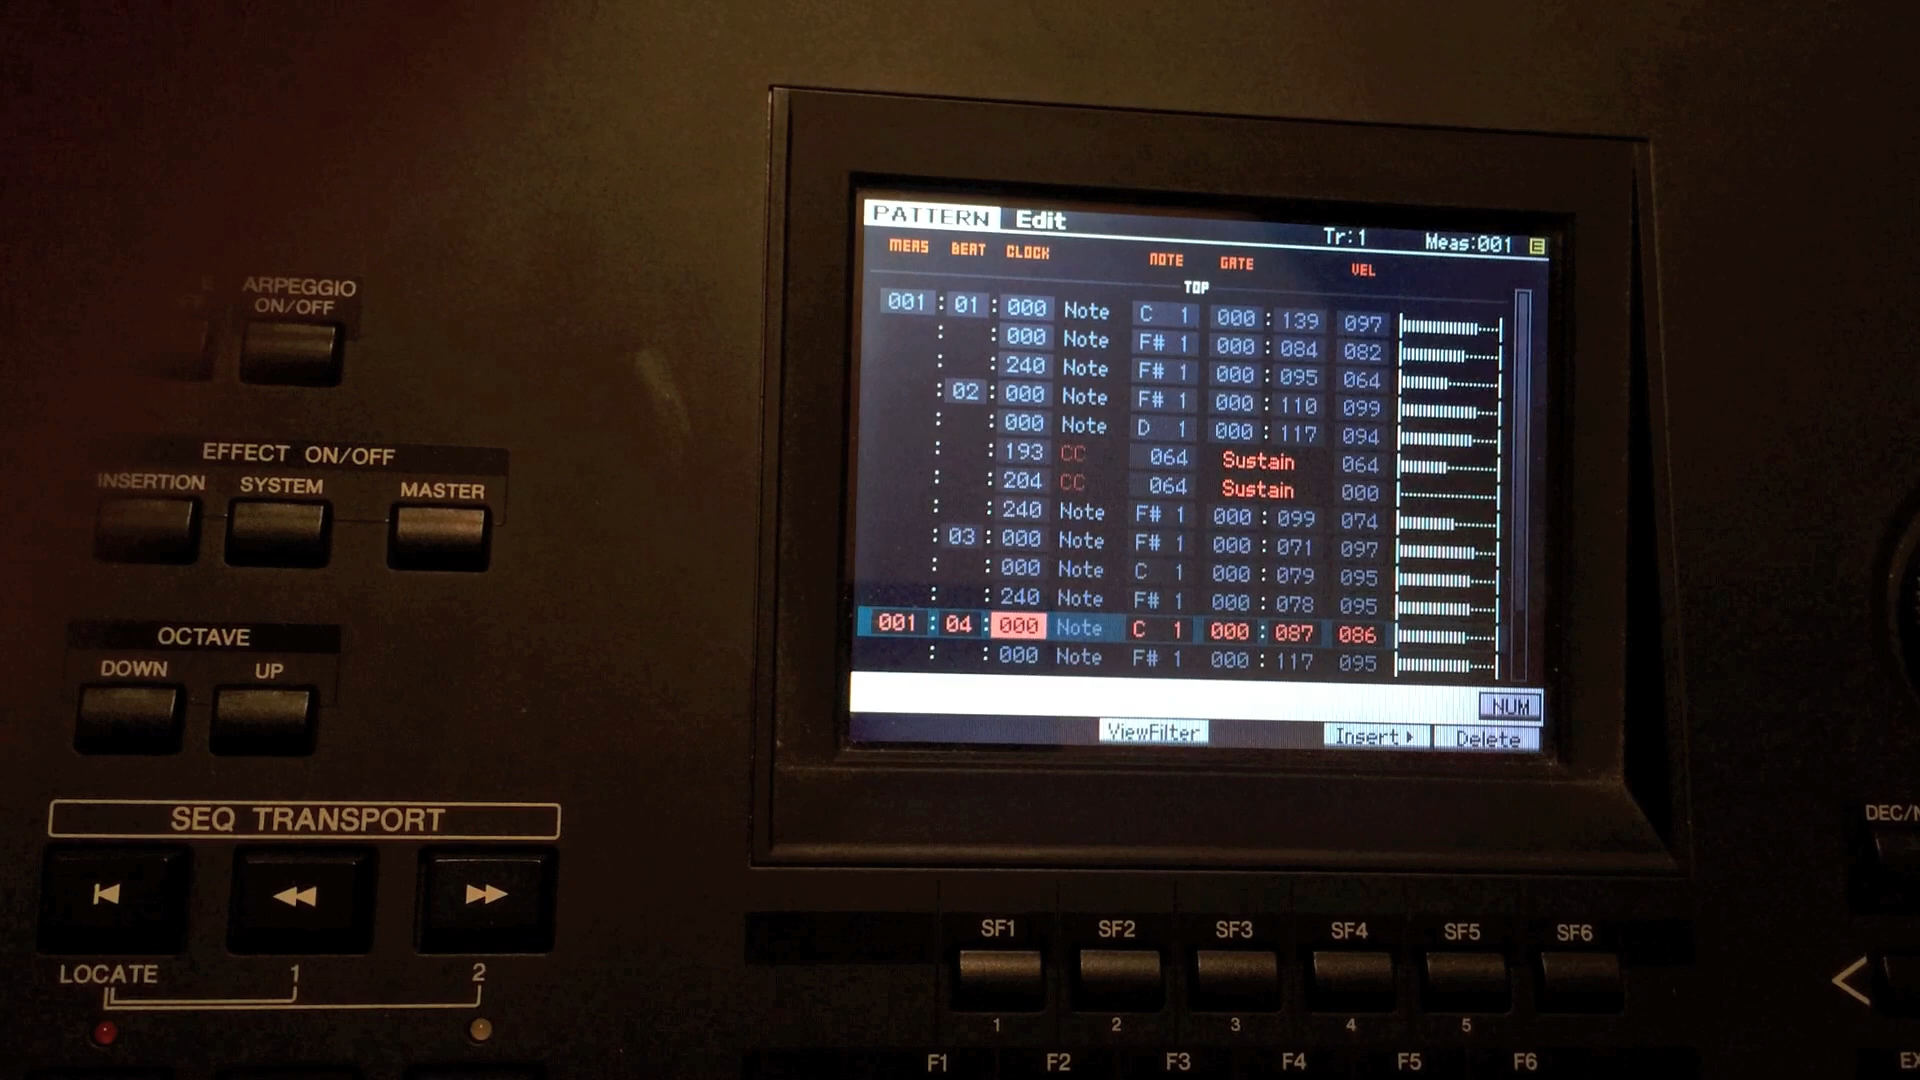 PATTERN Edit Tr:1 Meas:001
MEAS BEAT CLOCK NOTE GATE VEL
TOP
001 : 01 : 000 Note C 1 000 : 139 097
: : 000 Note F# 1 000 : 084 082
: : 240 Note F# 1 000 : 095 064
: 02 : 000 Note F# 1 000 : 110 099
: : 000 Note D 1 000 : 117 094
: : 193 CC 064 Sustain 064
: : 204 CC 064 Sustain 000
: : 240 Note F# 1 000 : 099 074
: 03 : 000 Note F# 1 000 : 071 097
: : 000 Note C 1 000 : 079 095
: : 240 Note F# 1 000 : 078 095
001 : 04 : 000 Note C 1 000 : 087 086
: : 000 Note F# 1 000 : 117 095
NUM
ViewFilter Insert Delete
ARPEGGIO
ON/OFF
EFFECT ON/OFF
INSERTION SYSTEM MASTER
OCTAVE
DOWN UP
SEQ TRANSPORT
LOCATE 1 2
SF1 SF2 SF3 SF4 SF5 SF6
1 2 3 4 5
F1 F2 F3 F4 F5 F6
DEC/